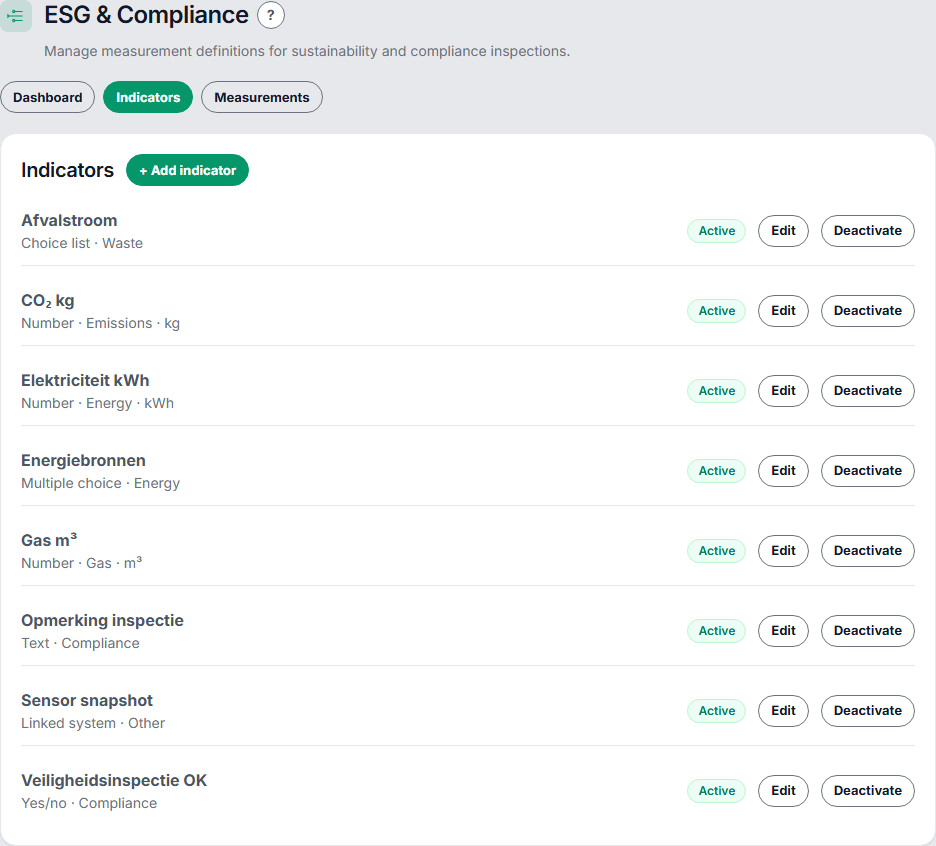 ESG & Compliance ?
Manage measurement definitions for sustainability and compliance inspections.
Dashboard Indicators Measurements
Indicators + Add indicator
Afvalstroom
Choice list · Waste
Active Edit Deactivate
CO₂ kg
Number · Emissions · kg
Active Edit Deactivate
Elektriciteit kWh
Number · Energy · kWh
Active Edit Deactivate
Energiebronnen
Multiple choice · Energy
Active Edit Deactivate
Gas m³
Number · Gas · m³
Active Edit Deactivate
Opmerking inspectie
Text · Compliance
Active Edit Deactivate
Sensor snapshot
Linked system · Other
Active Edit Deactivate
Veiligheidsinspectie OK
Yes/no · Compliance
Active Edit Deactivate